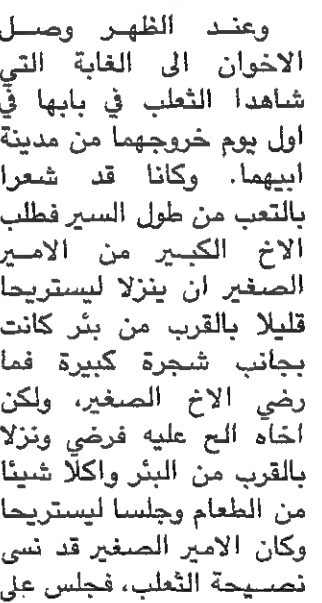 وعند الظهر وصل
الاخوان الى الغابة التي
شاهدا الثعلب في بابها في
اول يوم خروجهما من مدينة
ابيهما. وكانا قد شعرا
بالتعب من طول السير فطلب
الاخ الكبير من الامير
الصغير ان ينزلا ليستريحا
قليلا بالقرب من بئر كانت
بجانب شجرة كبيرة فما
رضي الاخ الصغير، ولكن
اخاه الح عليه فرضي ونزلا
بالقرب من البئر واكلا شيئا
من الطعام وجلسا ليستريحا
وكان الامير الصغير قد نسى
نصيحة الثعلب، فجلس على